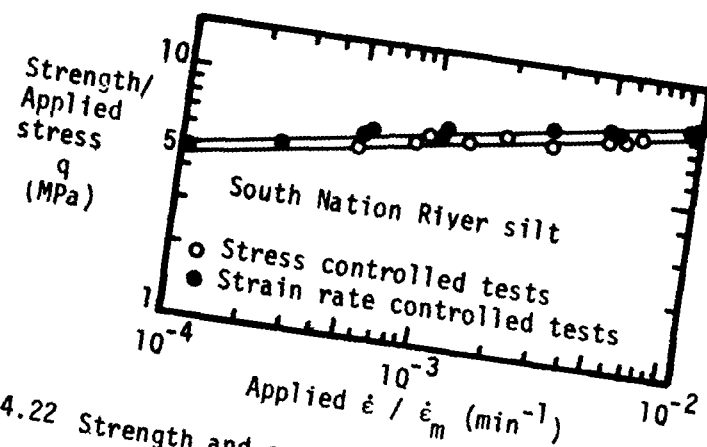 10
Strength/
Applied
stress
q
(MPa)
5
South Nation River silt
Stress controlled tests
Strain rate controlled tests
1
10⁻⁴
10⁻³
10⁻²
Applied ε̇ / ε̇ₘ (min⁻¹)
4.22 Strength and